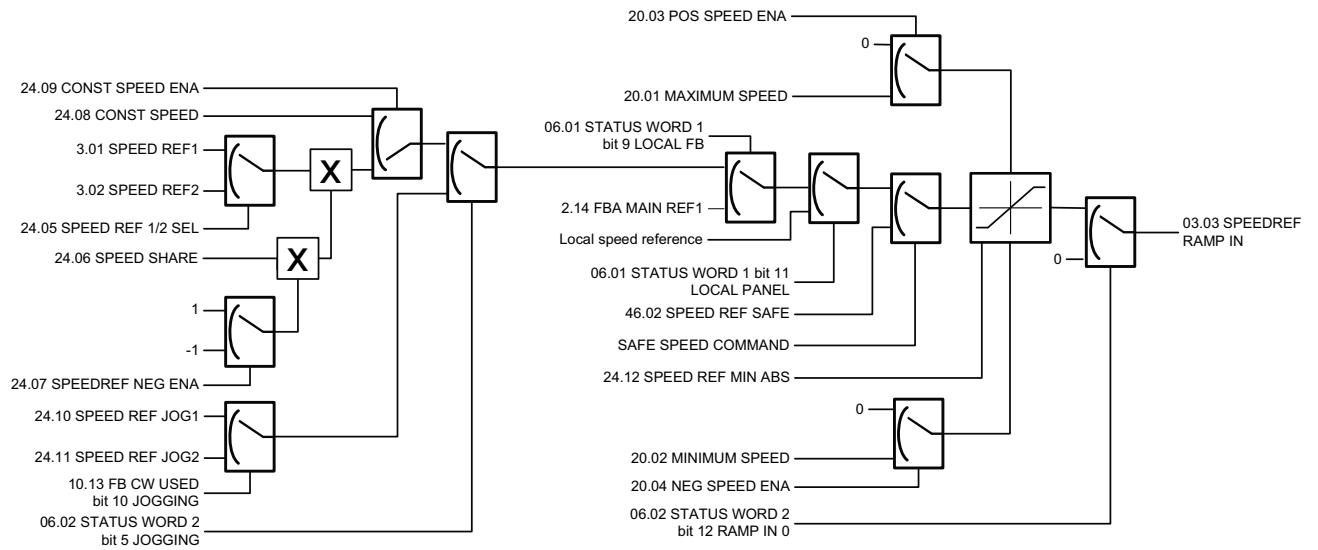 24.09 CONST SPEED ENA
24.08 CONST SPEED
3.01 SPEED REF1
X
3.02 SPEED REF2
24.05 SPEED REF 1/2 SEL
24.06 SPEED SHARE
X
1
-1
24.07 SPEEDREF NEG ENA
24.10 SPEED REF JOG1
24.11 SPEED REF JOG2
10.13 FB CW USED
bit 10 JOGGING
06.02 STATUS WORD 2
bit 5 JOGGING
20.03 POS SPEED ENA
0
20.01 MAXIMUM SPEED
06.01 STATUS WORD 1
bit 9 LOCAL FB
2.14 FBA MAIN REF1
Local speed reference
06.01 STATUS WORD 1 bit 11
LOCAL PANEL
46.02 SPEED REF SAFE
SAFE SPEED COMMAND
24.12 SPEED REF MIN ABS
0
20.02 MINIMUM SPEED
20.04 NEG SPEED ENA
06.02 STATUS WORD 2
bit 12 RAMP IN 0
0
03.03 SPEEDREF
RAMP IN